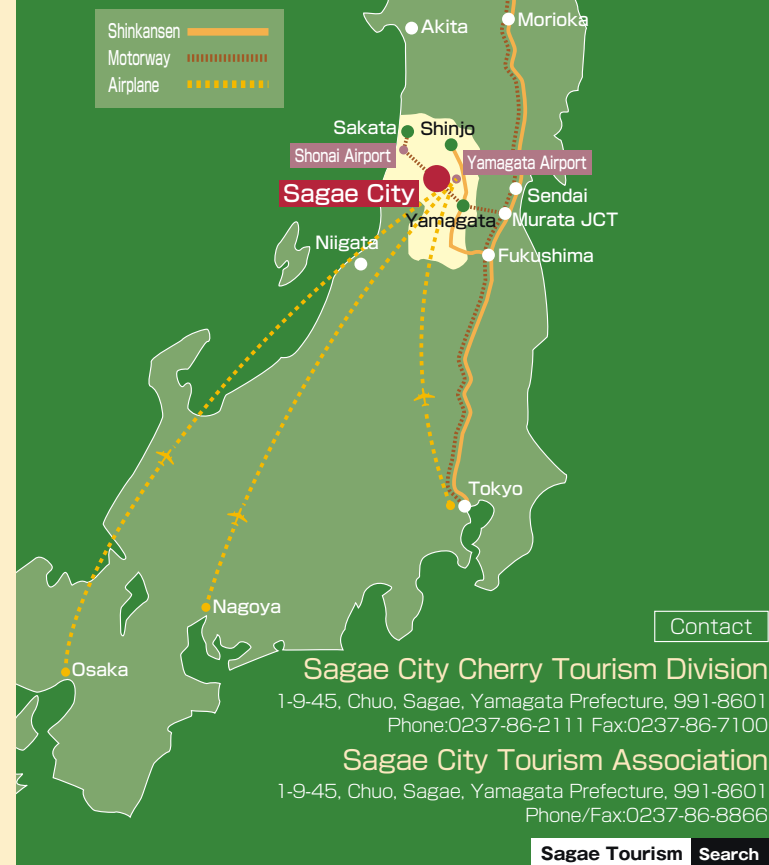 Shinkansen
Motorway
Airplane
Akita
Morioka
Sakata
Shinjo
Shonai Airport
Yamagata Airport
Sagae City
Sendai
Yamagata
Murata JCT
Niigata
Fukushima
Tokyo
Nagoya
Osaka
Contact
Sagae City Cherry Tourism Division
1-9-45, Chuo, Sagae, Yamagata Prefecture, 991-8601
Phone:0237-86-2111 Fax:0237-86-7100
Sagae City Tourism Association
1-9-45, Chuo, Sagae, Yamagata Prefecture, 991-8601
Phone/Fax:0237-86-8866
Sagae Tourism Search